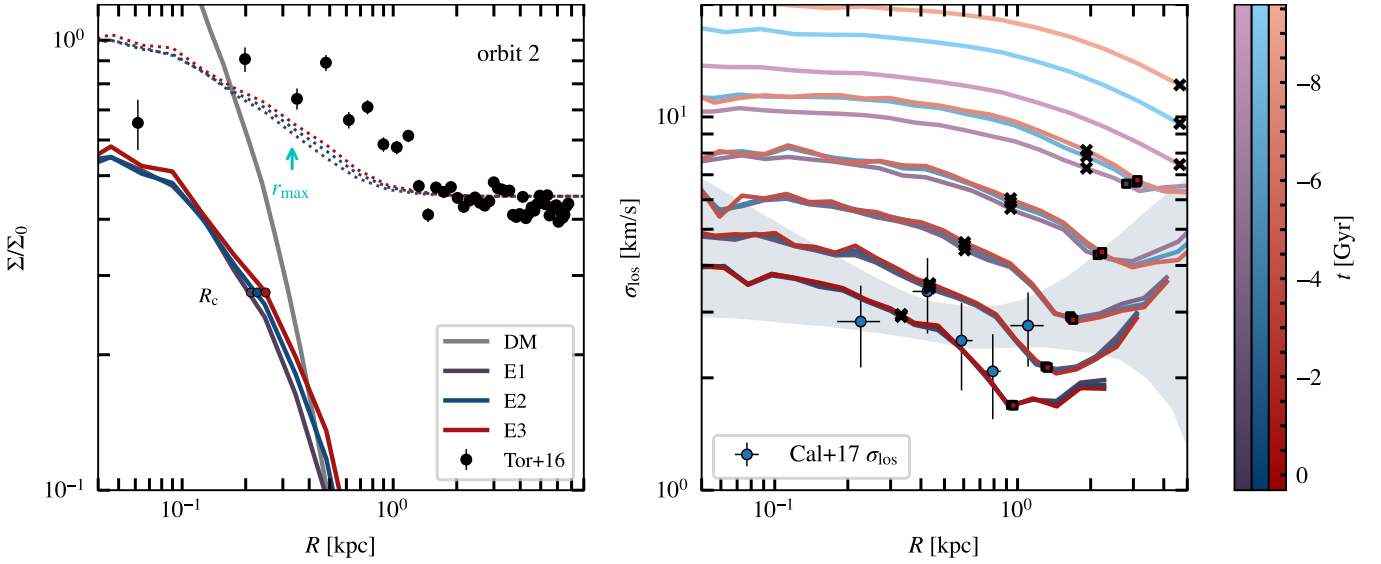 orbit 2
10⁰
10⁻¹
Σ/Σ₀
r_max
R_c
DM
E1
E2
E3
Tor+16
10⁻¹
10⁰
R [kpc]
10¹
10⁰
σ_los [km/s]
Cal+17 σ_los
10⁻¹
10⁰
R [kpc]
−8
−6
−4
−2
0
t [Gyr]